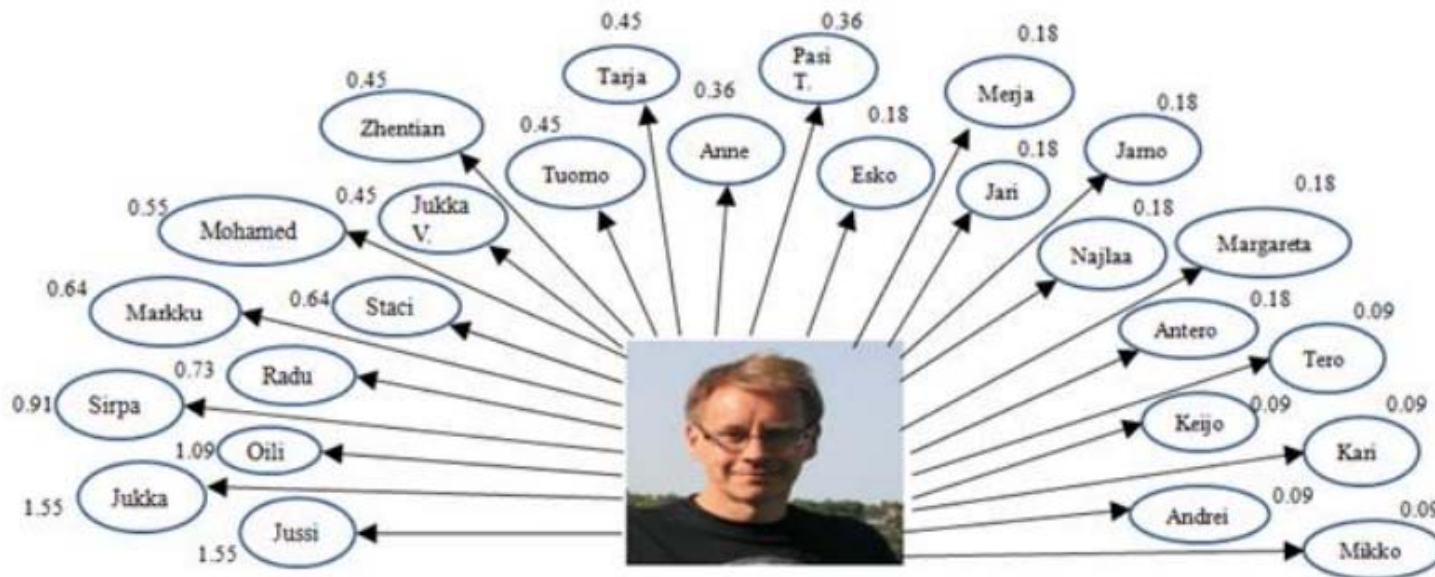 0.45
Tarja
0.36
Pasi
T.
0.18
Merja
0.45
Zhentian
0.45
Tuomo
0.36
Anne
0.18
Esko
0.18
Jari
0.18
Jarno
0.55
Mohamed
0.45
Jukka
V.
0.18
Najlaa
0.18
Margareta
0.64
Markku
0.64
Staci
0.18
Antero
0.09
Tero
0.91
Sirpa
0.73
Radu
0.09
Keijo
0.09
Kari
1.09
Oili
1.55
Jukka
1.55
Jussi
0.09
Andrei
0.09
Mikko